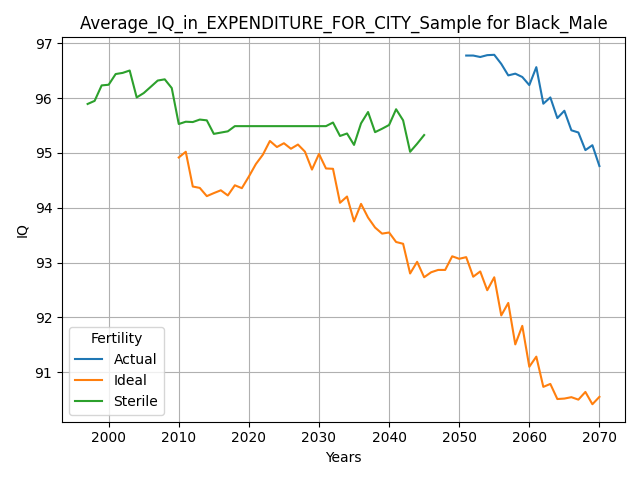 Average_IQ_in_EXPENDITURE_FOR_CITY_Sample for Black_Male
97
96
95
94
93
92
91
IQ
Fertility
Actual
Ideal
Sterile
2000 2010 2020 2030 2040 2050 2060 2070
Years